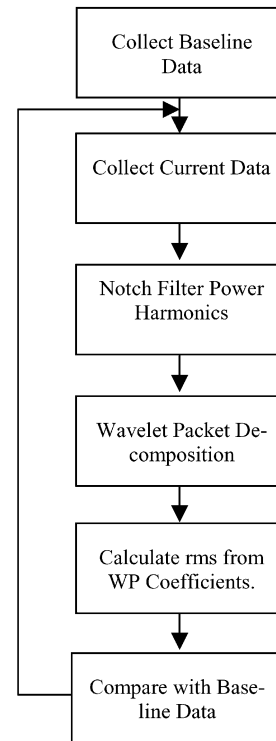 Collect Baseline
Data
Collect Current Data
Notch Filter Power
Harmonics
Wavelet Packet De-
composition
Calculate rms from
WP Coefficients.
Compare with Base-
line Data